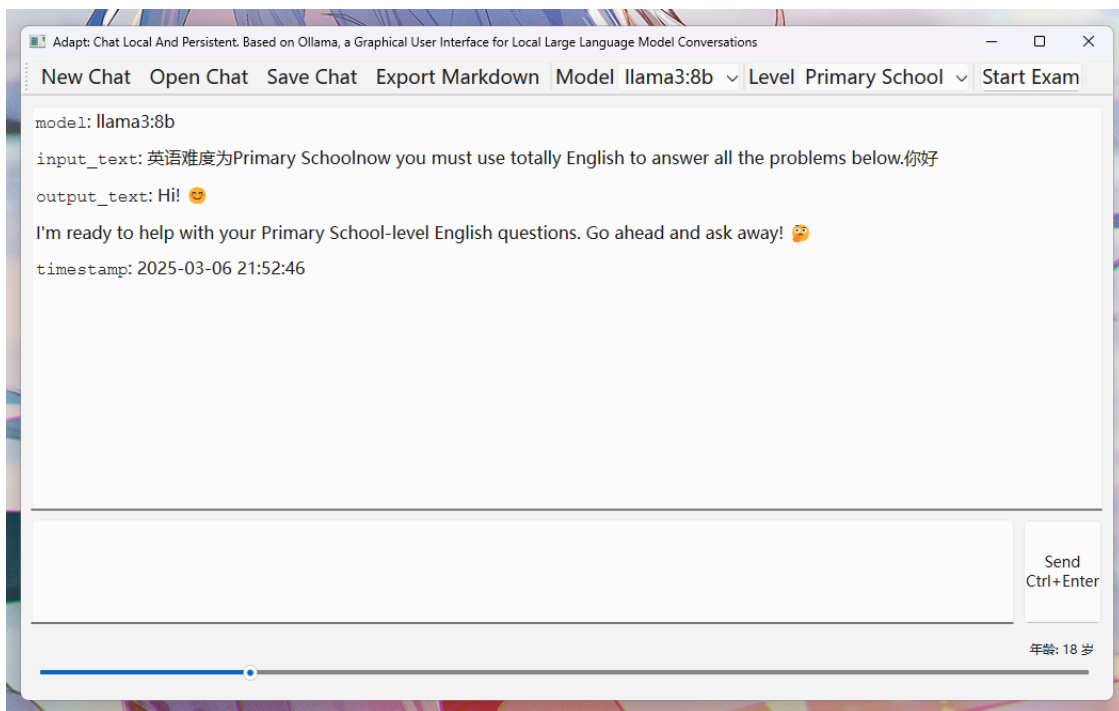 Adapt: Chat Local And Persistent. Based on Ollama, a Graphical User Interface for Local Large Language Model Conversations
New Chat Open Chat Save Chat Export Markdown Model llama3:8b Level Primary School Start Exam
model: llama3:8b
input_text: 英语难度为Primary Schoolnow you must use totally English to answer all the problems below.你好
output_text: Hi! 😊
I'm ready to help with your Primary School-level English questions. Go ahead and ask away! 🤔
timestamp: 2025-03-06 21:52:46
Send
Ctrl+Enter
年龄: 18 岁